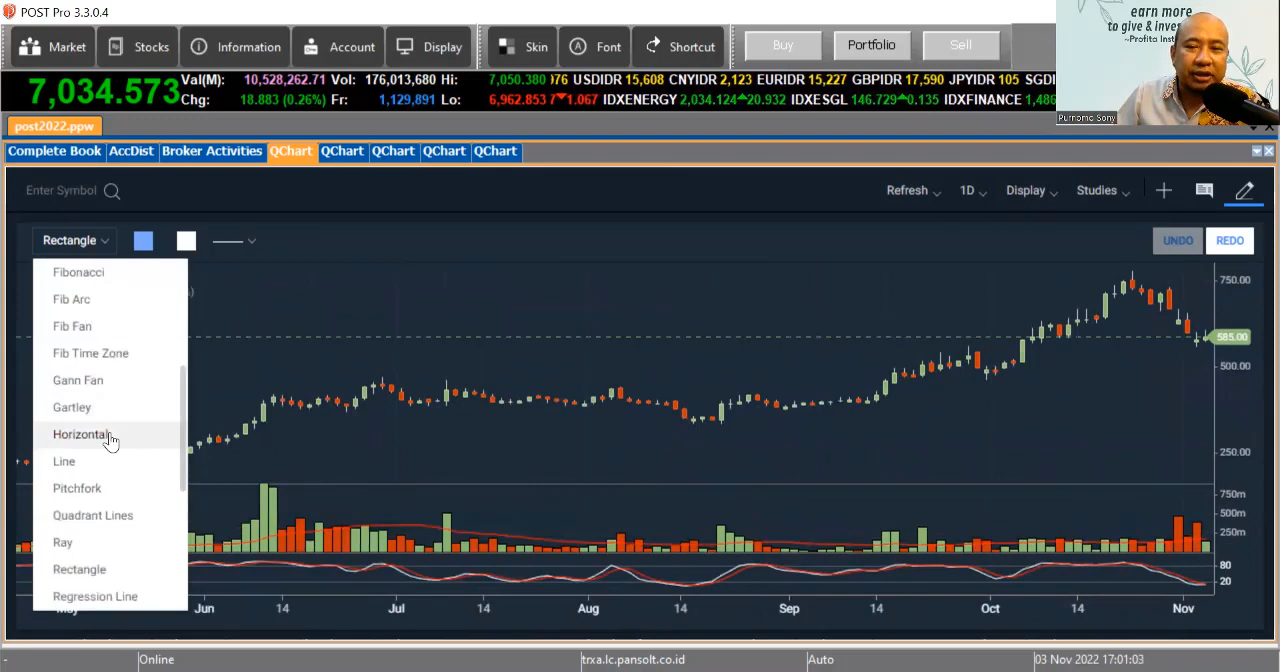 POST Pro 3.3.0.4
Market Stocks Information Account Display Skin Font Shortcut Buy Portfolio Sell
earn more
to give & inves
~Profita Inst
7,034.573 Val(M): 10,528,262.71 Vol: 176,013,680 Hi: 7,050.380 076 USDIDR 15,608 CNYIDR 2,123 EURIDR 15,227 GBPIDR 17,590 JPYIDR 105 SGDI
Chg: 18.883 (0.26%) Fr: 1,129,891 Lo: 6,962.853 1.067 IDXENERGY 2,034.124 20.932 IDXESGL 146.729 0.135 IDXFINANCE 1,486
Purnomo Sony
post2022.ppw
Complete Book AccDist Broker Activities QChart QChart QChart QChart QChart
Enter Symbol Refresh 1D Display Studies
Rectangle UNDO REDO
Fibonacci
Fib Arc
Fib Fan
Fib Time Zone
Gann Fan
Gartley
Horizontal
Line
Pitchfork
Quadrant Lines
Ray
Rectangle
Regression Line
750.00
585.00
500.00
250.00
750m
500m
250m
80
20
May Jun 14 Jul 14 Aug 14 Sep 14 Oct 14 Nov
- Online trxa.lc.pansolt.co.id Auto 03 Nov 2022 17:01:03